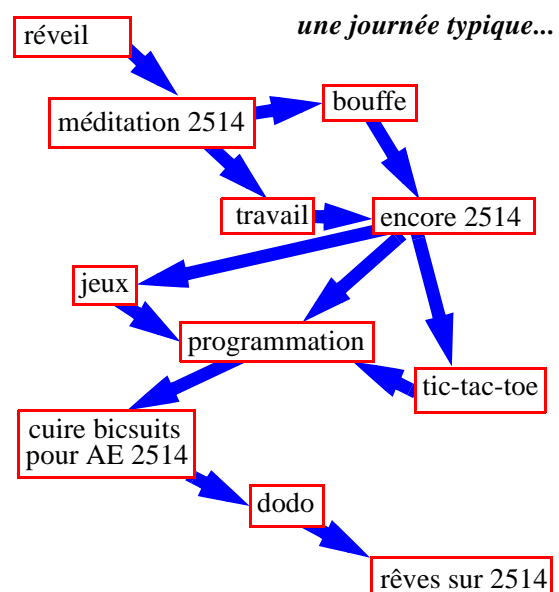 une journée typique...
réveil
bouffe
méditation 2514
travail
encore 2514
jeux
programmation
tic-tac-toe
cuire bicsuits
pour AE 2514
dodo
rêves sur 2514